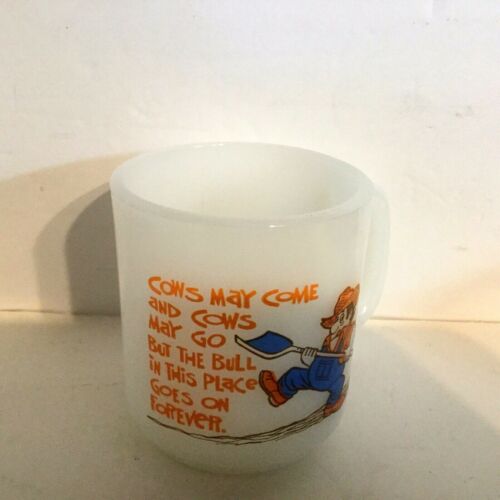 COWS MAY COME
AND COWS
MAY GO
BUT THE BULL
IN THIS PLACE
GOES ON
FOREVER.